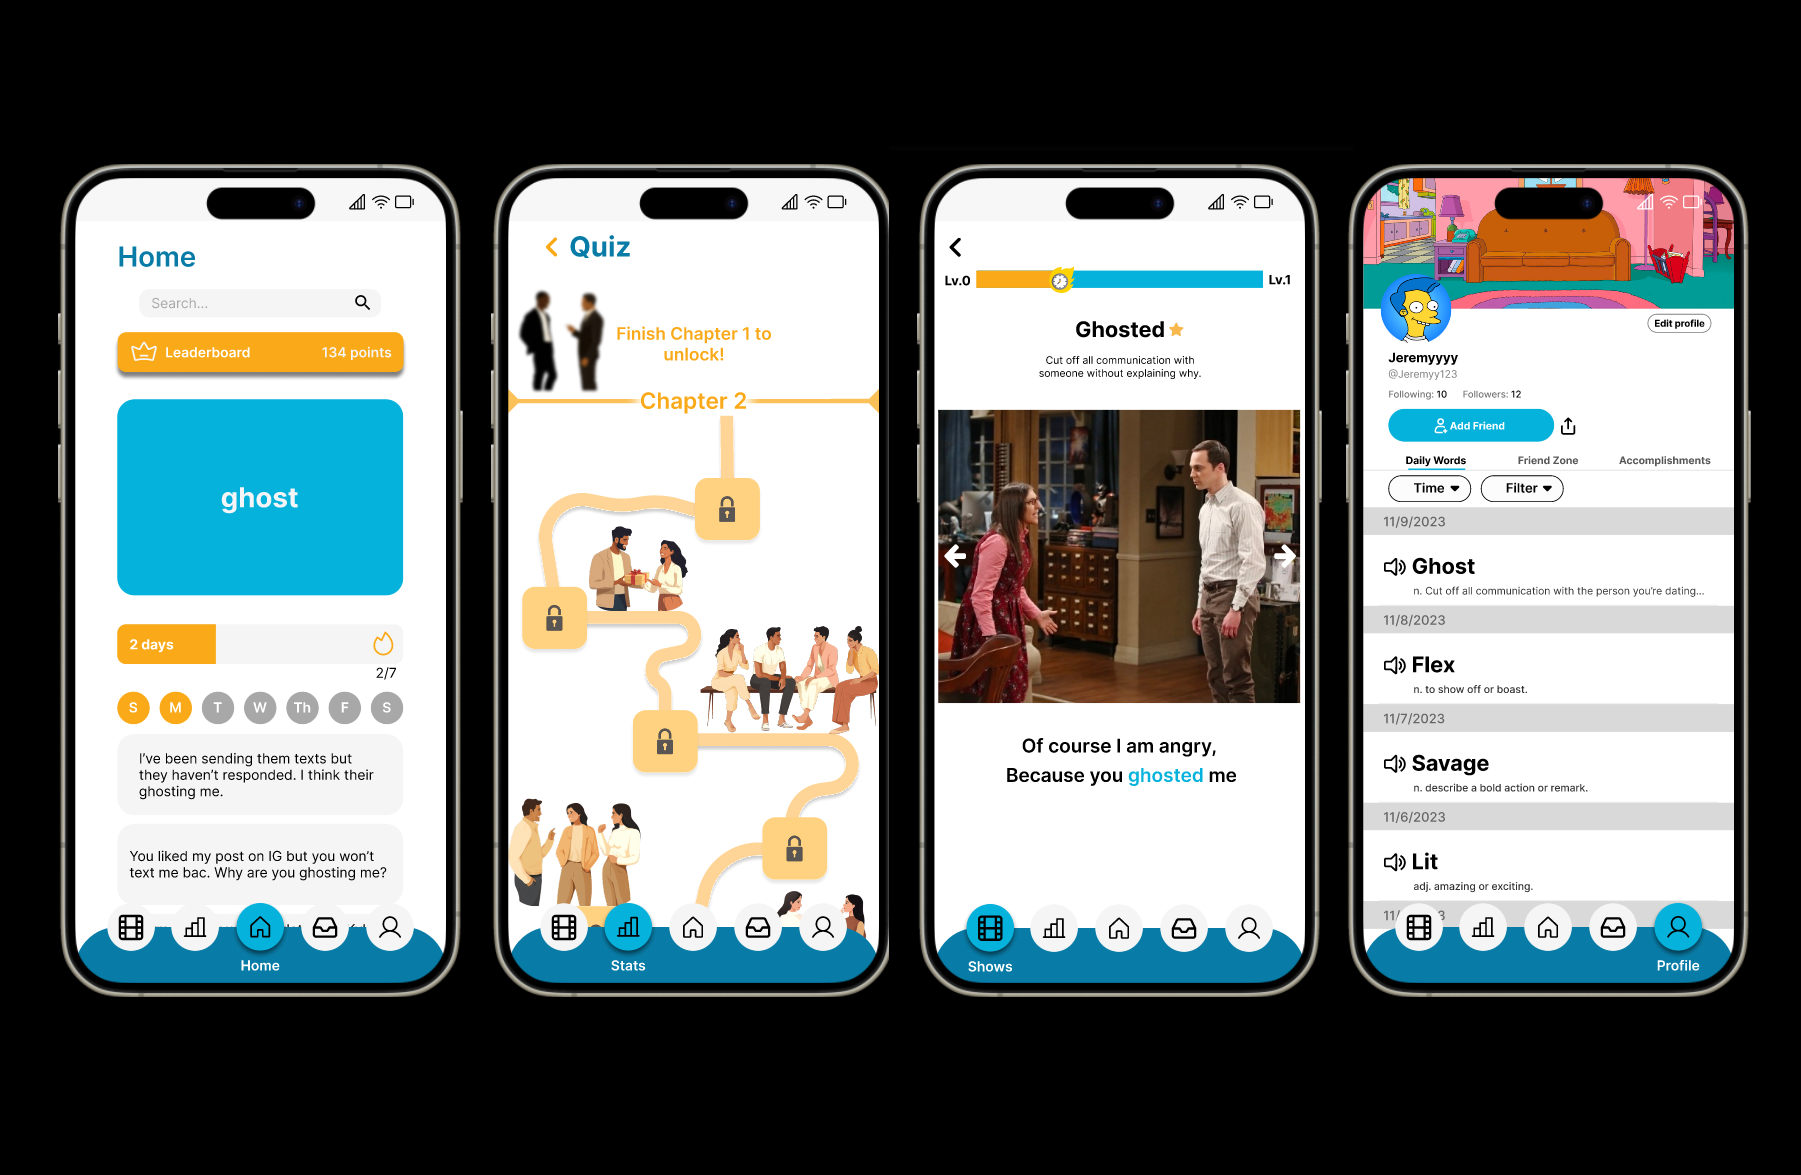 Home
Search...
Leaderboard 134 points
ghost
2 days
2/7
S M T W Th F S
I've been sending them texts but
they haven't responded. I think their
ghosting me.
You liked my post on IG but you won't
text me bac. Why are you ghosting me?
Home
Quiz
Finish Chapter 1 to
unlock!
Chapter 2
Stats
Lv.0 Lv.1
Ghosted
Cut off all communication with
someone without explaining why.
Of course I am angry,
Because you ghosted me
Shows
Edit profile
Jeremyyyy
@Jeremyy123
Following: 10 Followers: 12
Add Friend
Daily Words Friend Zone Accomplishments
Time Filter
11/9/2023
Ghost
n. Cut off all communication with the person you're dating...
11/8/2023
Flex
n. to show off or boast.
11/7/2023
Savage
n. describe a bold action or remark.
11/6/2023
Lit
adj. amazing or exciting.
Profile